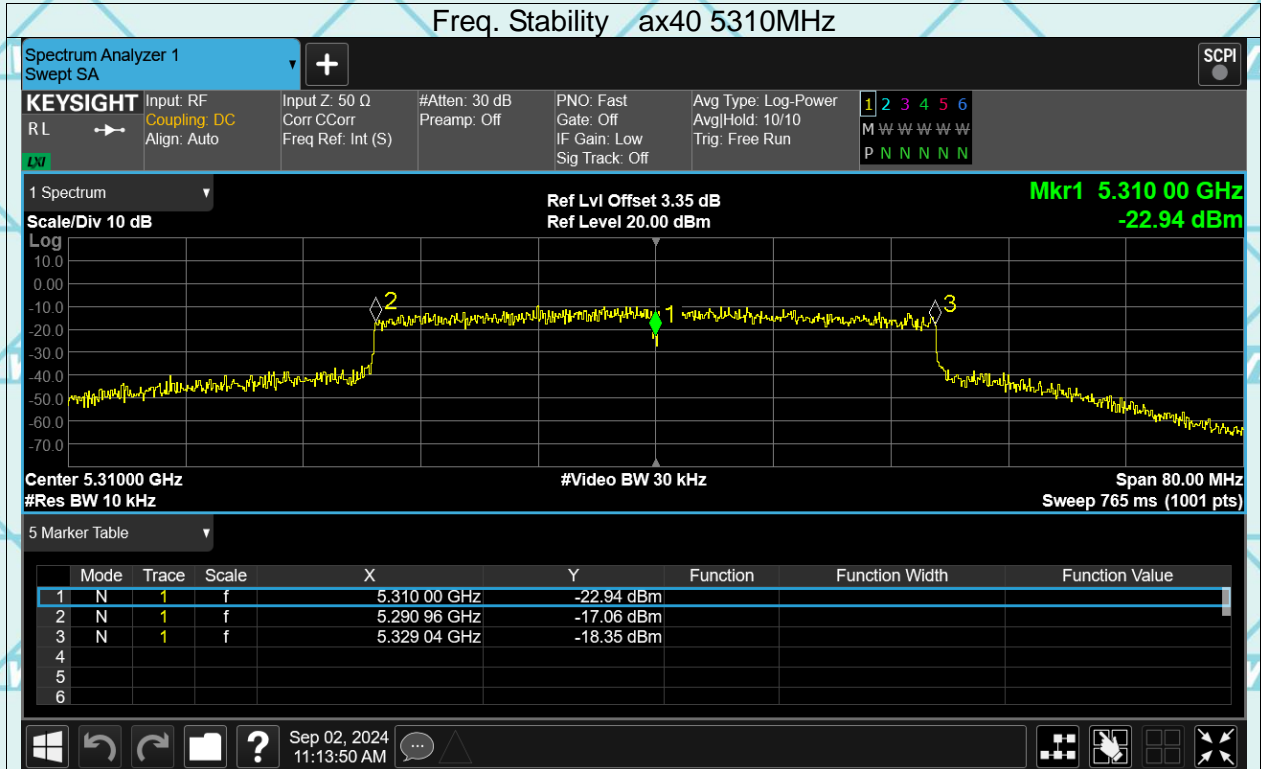 Freq. Stability ax40 5310MHz
Spectrum Analyzer 1
Swept SA
+
SCPI
KEYSIGHT Input: RF Input Z: 50 Ω #Atten: 30 dB PNO: Fast Avg Type: Log-Power 1 2 3 4 5 6
RL Coupling: DC Corr CCorr Preamp: Off Gate: Off Avg|Hold: 10/10 M W W W W W
Align: Auto Freq Ref: Int (S) IF Gain: Low Trig: Free Run P N N N N N
LXI Sig Track: Off
1 Spectrum Ref Lvl Offset 3.35 dB Mkr1 5.310 00 GHz
Scale/Div 10 dB Ref Level 20.00 dBm -22.94 dBm
Log
10.0
0.00
-10.0 2 1 3
-20.0
-30.0
-40.0
-50.0
-60.0
-70.0
Center 5.31000 GHz #Video BW 30 kHz Span 80.00 MHz
#Res BW 10 kHz Sweep 765 ms (1001 pts)
5 Marker Table
Mode Trace Scale X Y Function Function Width Function Value
1 N 1 f 5.310 00 GHz -22.94 dBm
2 N 1 f 5.290 96 GHz -17.06 dBm
3 N 1 f 5.329 04 GHz -18.35 dBm
4
5
6
? Sep 02, 2024
11:13:50 AM